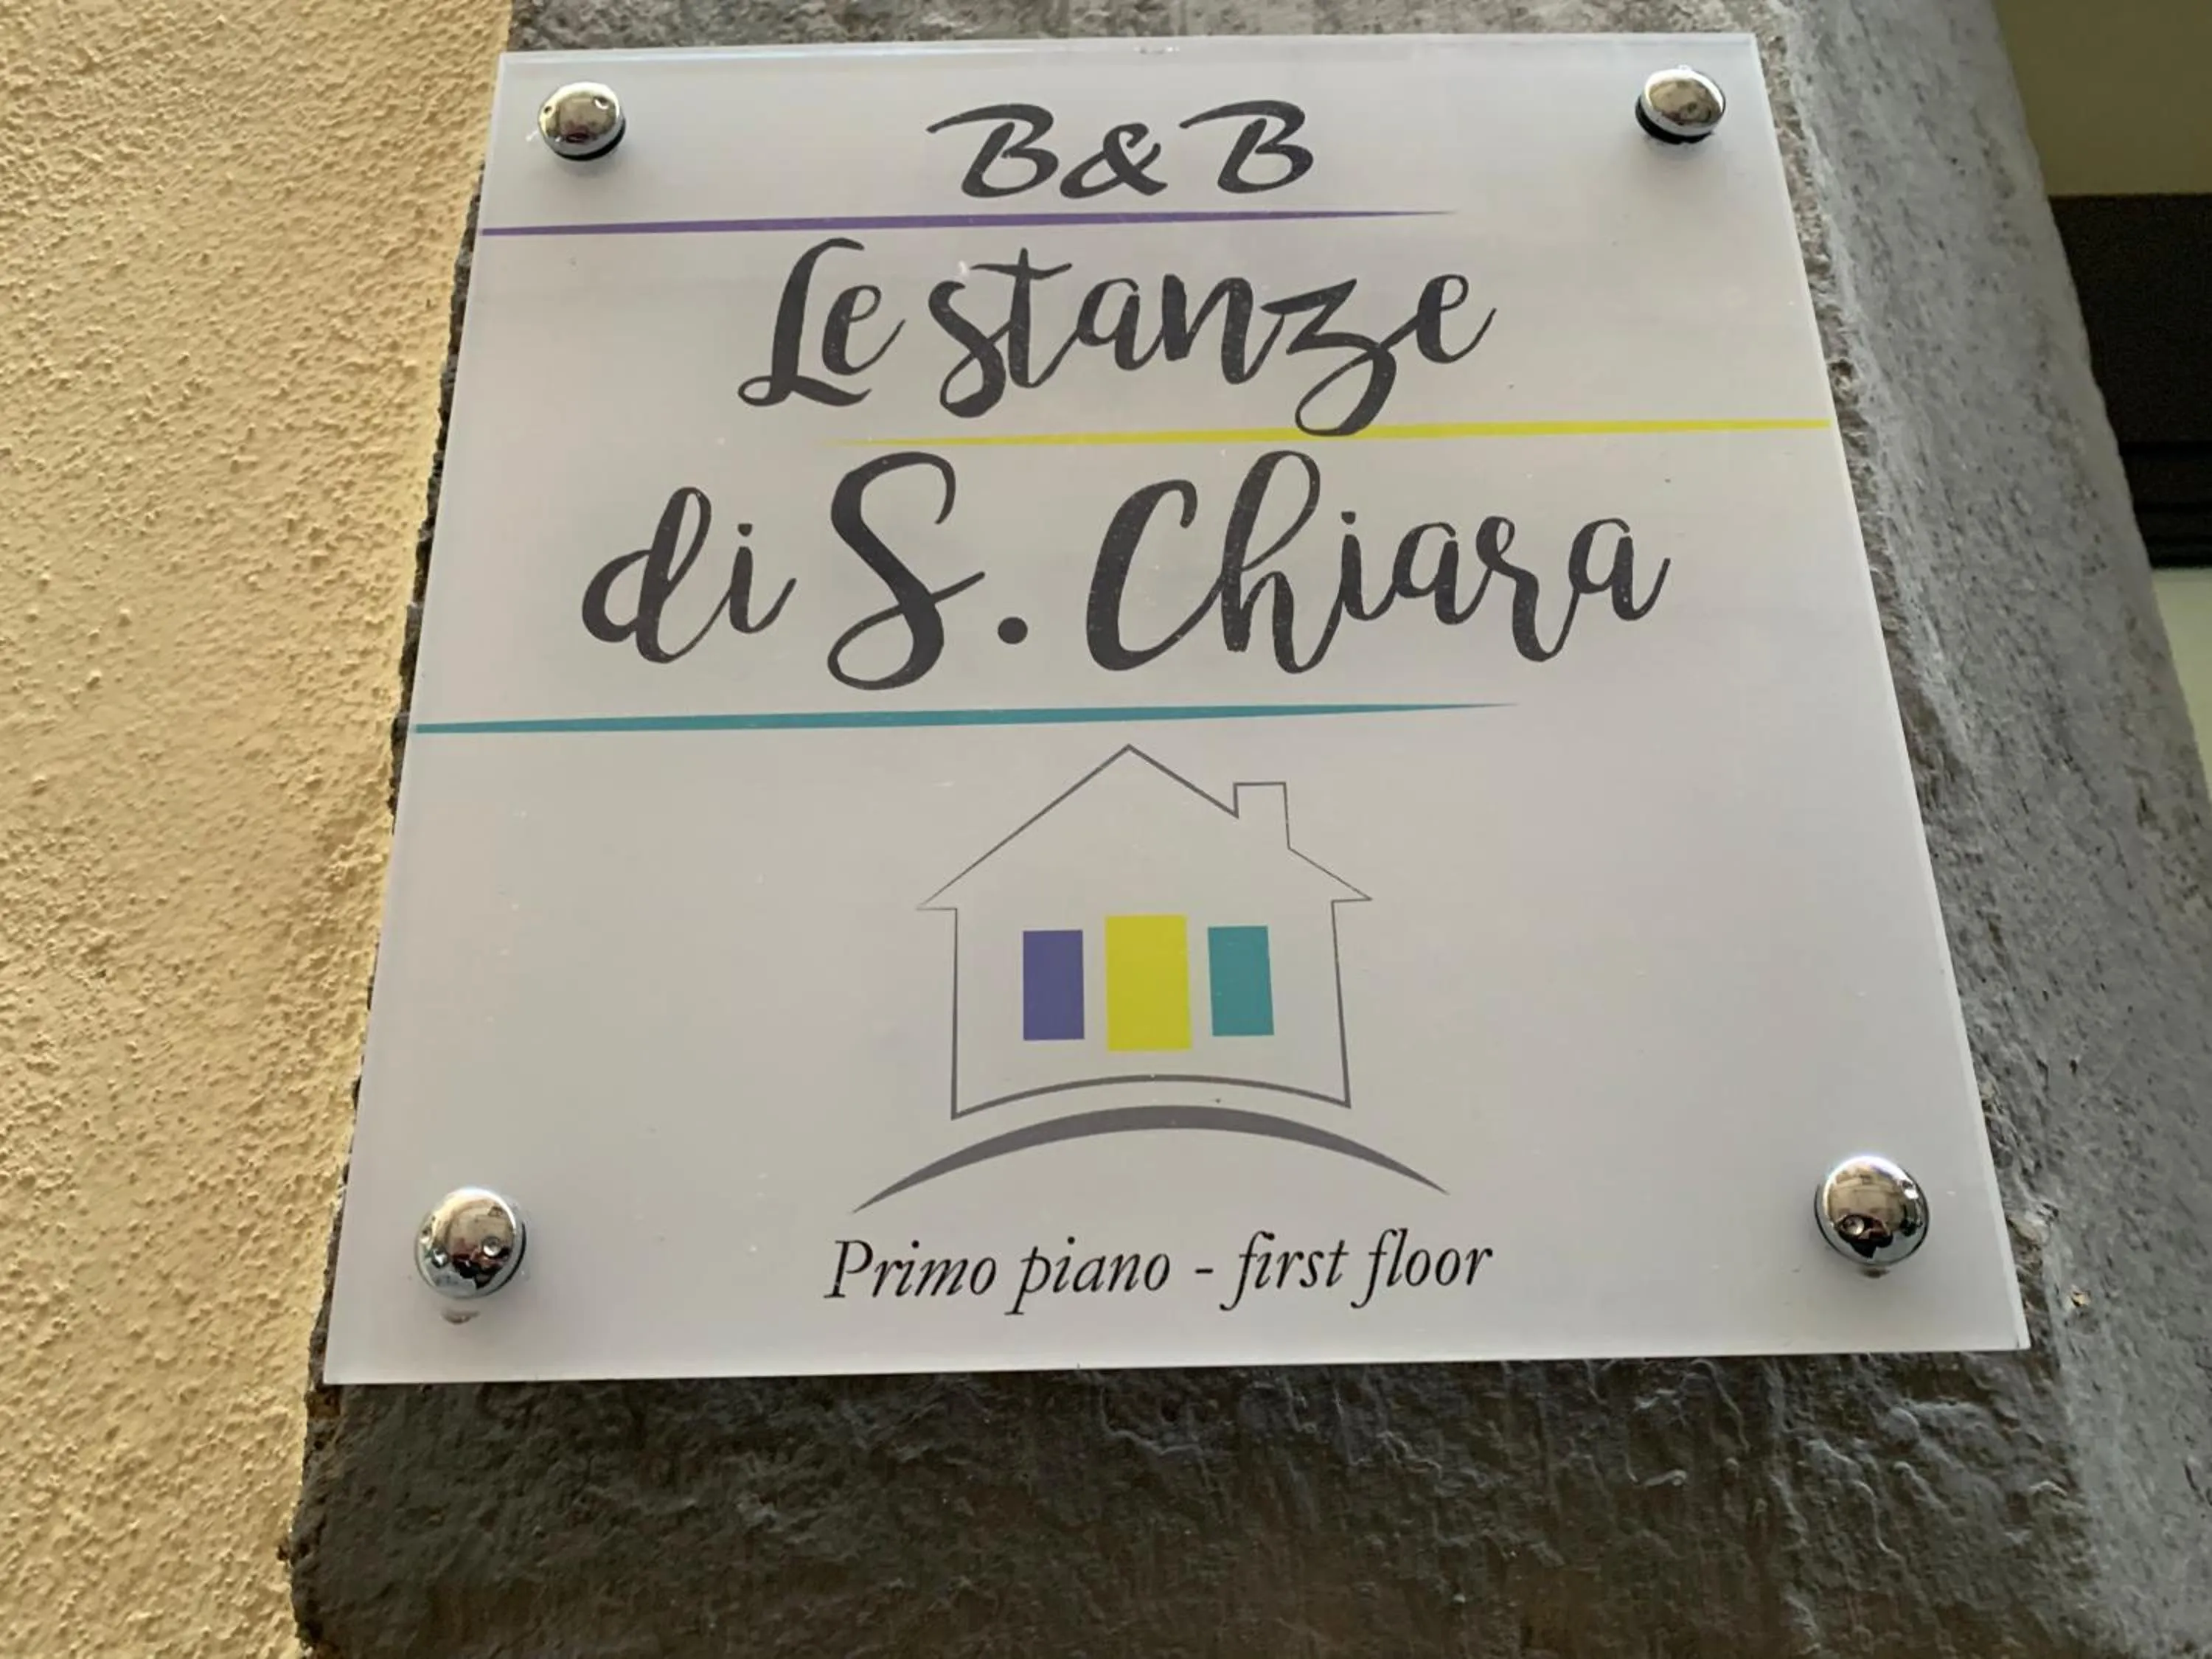 B&B
Le stanze
di S. Chiara
Primo piano - first floor